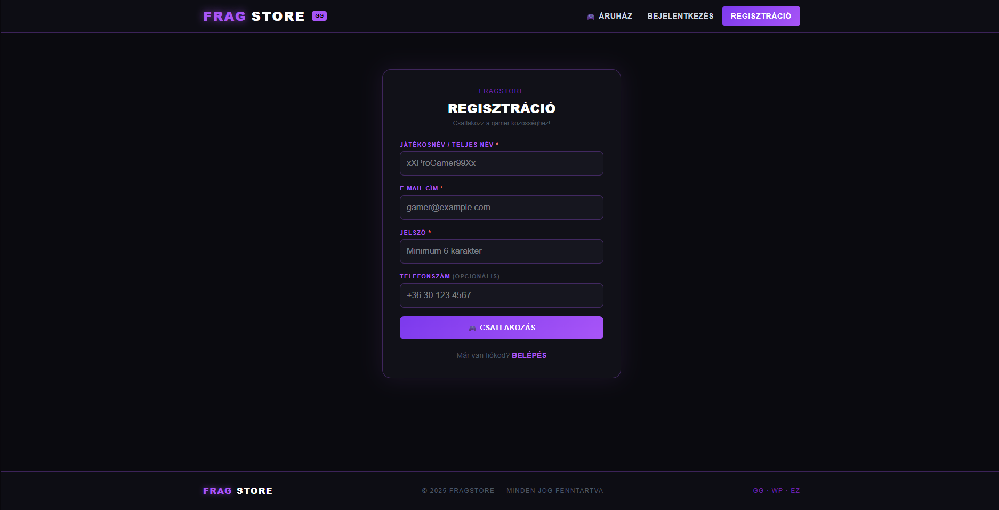 FRAG STORE GG
🎮 ÁRUHÁZ BEJELENTKEZÉS REGISZTRÁCIÓ
FRAGSTORE
REGISZTRÁCIÓ
Csatlakozz a gamer közösséghez!
JÁTÉKOSNÉV / TELJES NÉV *
xXProGamer99Xx
E-MAIL CÍM *
gamer@example.com
JELSZÓ *
Minimum 6 karakter
TELEFONSZÁM (OPCIONÁLIS)
+36 30 123 4567
🎮 CSATLAKOZÁS
Már van fiókod? BELÉPÉS
FRAG STORE
© 2025 FRAGSTORE — MINDEN JOG FENNTARTVA
GG · WP · EZ